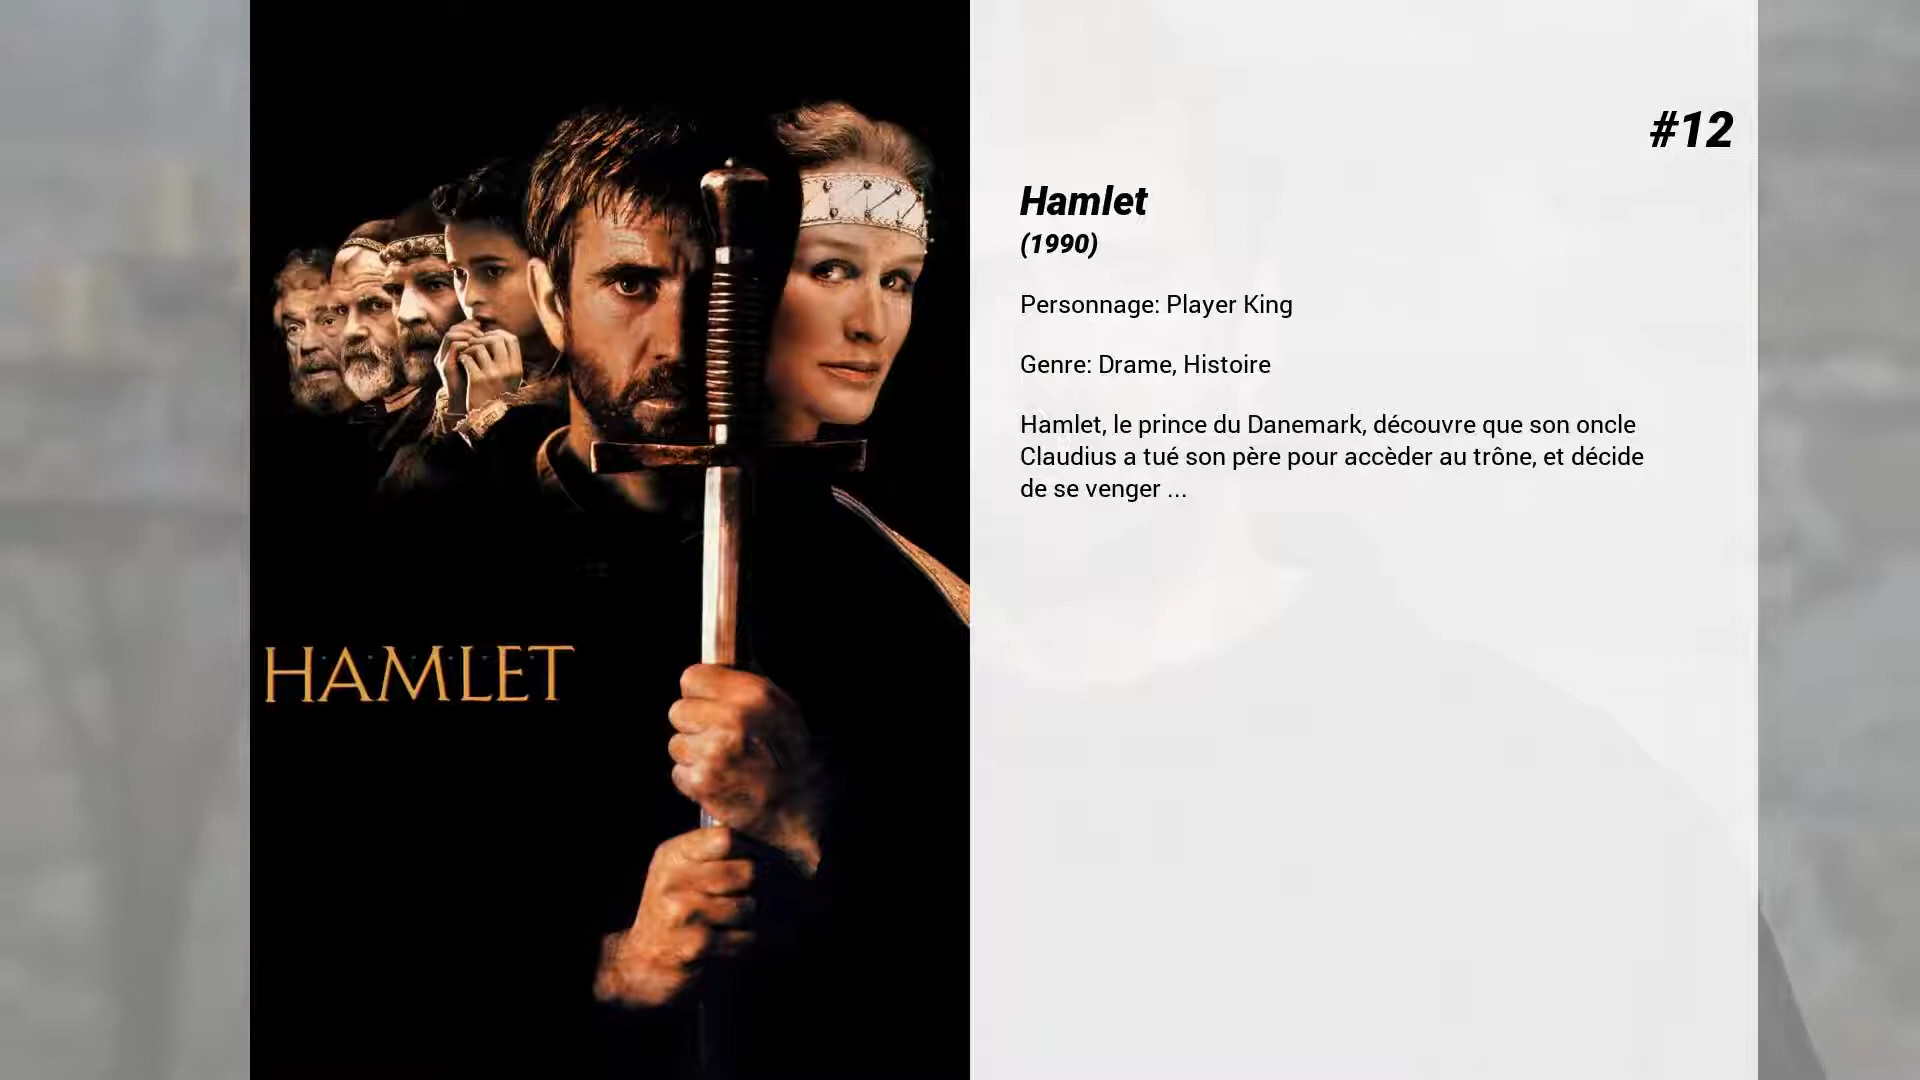 #12
Hamlet
(1990)
Personnage: Player King
Genre: Drame, Histoire
Hamlet, le prince du Danemark, découvre que son oncle
Claudius a tué son père pour accèder au trône, et décide
de se venger ...
HAMLET